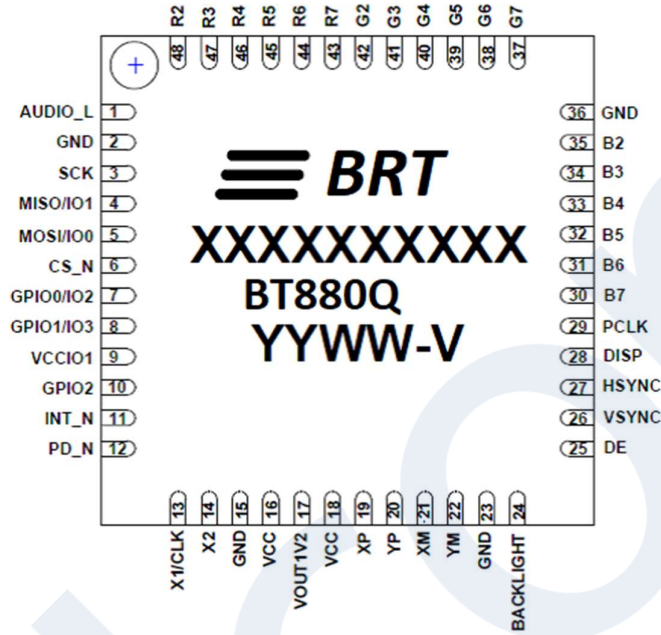 R2 R3 R4 R5 R6 R7 G2 G3 G4 G5 G6 G7
48 47 46 45 44 43 42 41 40 39 38 37
AUDIO_L 1
GND 2
SCK 3
MISO/IO1 4
MOSI/IO0 5
CS_N 6
GPIO0/IO2 7
GPIO1/IO3 8
VCCIO1 9
GPIO2 10
INT_N 11
PD_N 12
BRT
XXXXXXXXXX
BT880Q
YYWW-V
36 GND
35 B2
34 B3
33 B4
32 B5
31 B6
30 B7
29 PCLK
28 DISP
27 HSYNC
26 VSYNC
25 DE
13 14 15 16 17 18 19 20 21 22 23 24
X1/CLK X2 GND VCC VOUT1V2 VCC XP YP XM YM GND BACKLIGHT